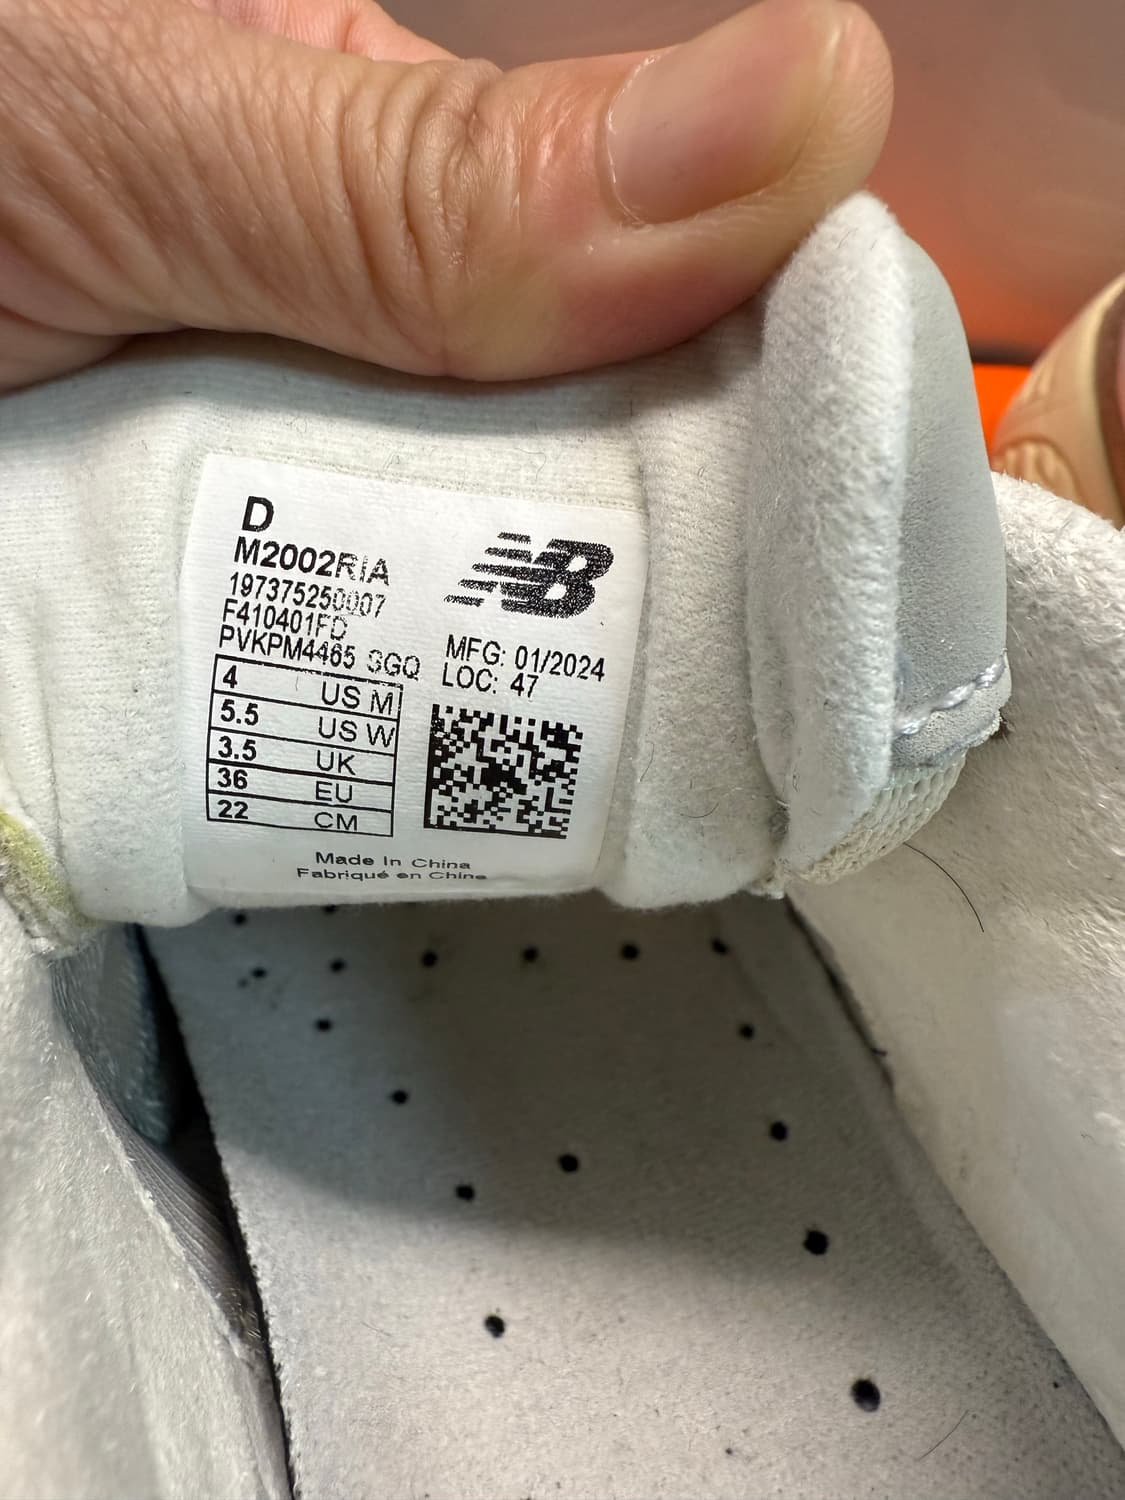 D
M2002RIA
197375250007
F410401FD
PVKPM4465 SGQ
4 US M
5.5 US W
3.5 UK
36 EU
22 CM
NB
MFG: 01/2024
LOC: 47
Made In China
Fabriqué en Chine